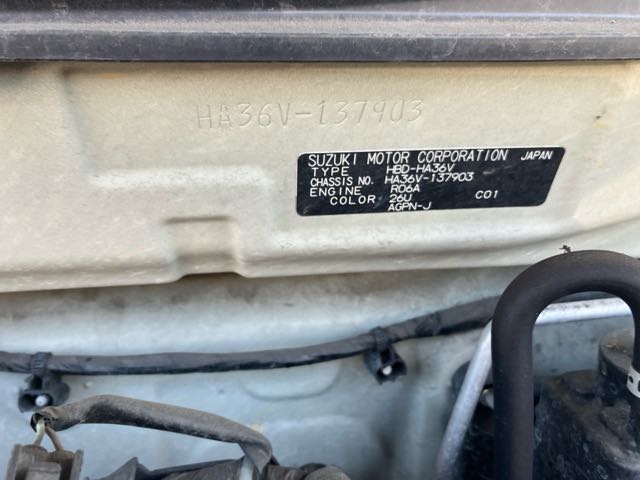 HA36V-137903
SUZUKI MOTOR CORPORATION JAPAN
TYPE HBD-HA36V
CHASSIS NO. HA36V-137903
ENGINE R06A
COLOR 26U C01
AGPN-J